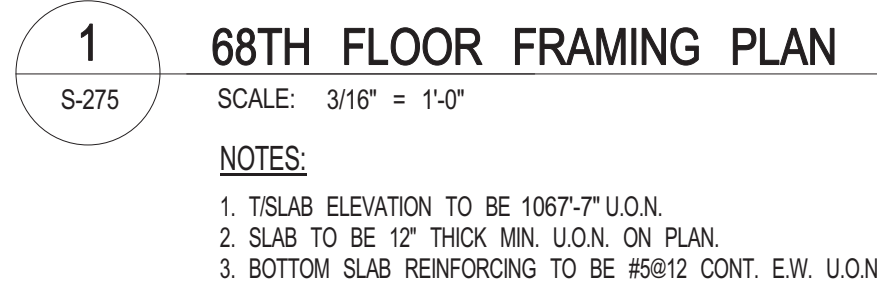 1
S-275
68TH FLOOR FRAMING PLAN
SCALE: 3/16" = 1'-0"
NOTES:
1. T/SLAB ELEVATION TO BE 1067'-7" U.O.N.
2. SLAB TO BE 12" THICK MIN. U.O.N. ON PLAN.
3. BOTTOM SLAB REINFORCING TO BE #5@12 CONT. E.W. U.O.N